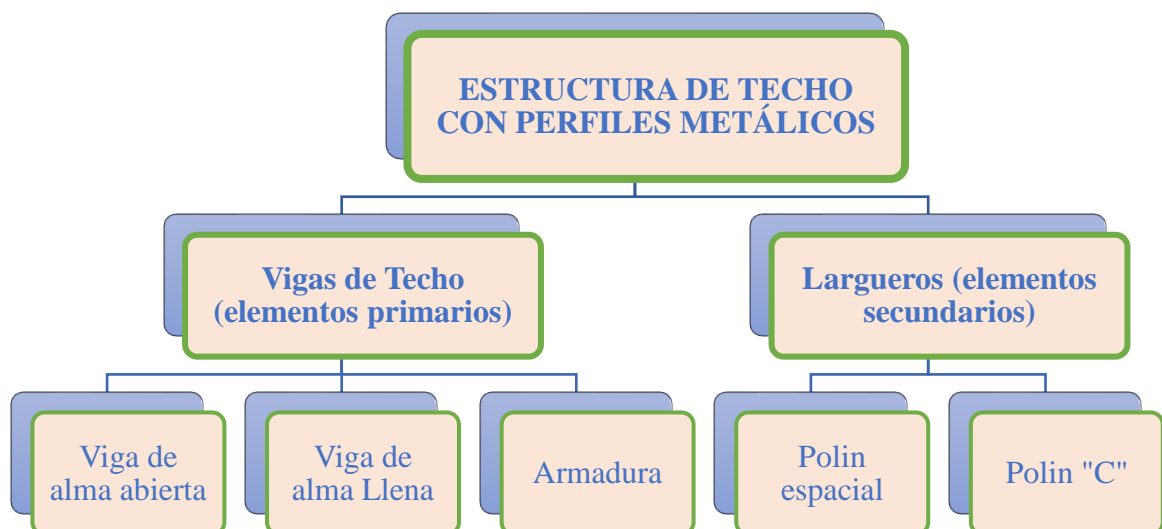 ESTRUCTURA DE TECHO
CON PERFILES METÁLICOS
Vigas de Techo
(elementos primarios)
Largueros (elementos
secundarios)
Viga de
alma abierta
Viga de
alma Llena
Armadura
Polin
espacial
Polin "C"